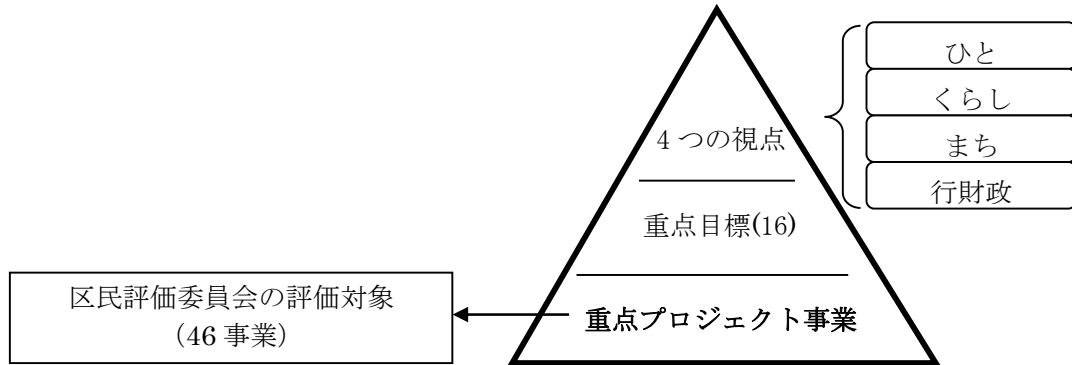 ひと
くらし
まち
行財政
4 つの視点
重点目標(16)
重点プロジェクト事業
区民評価委員会の評価対象
(46 事業)